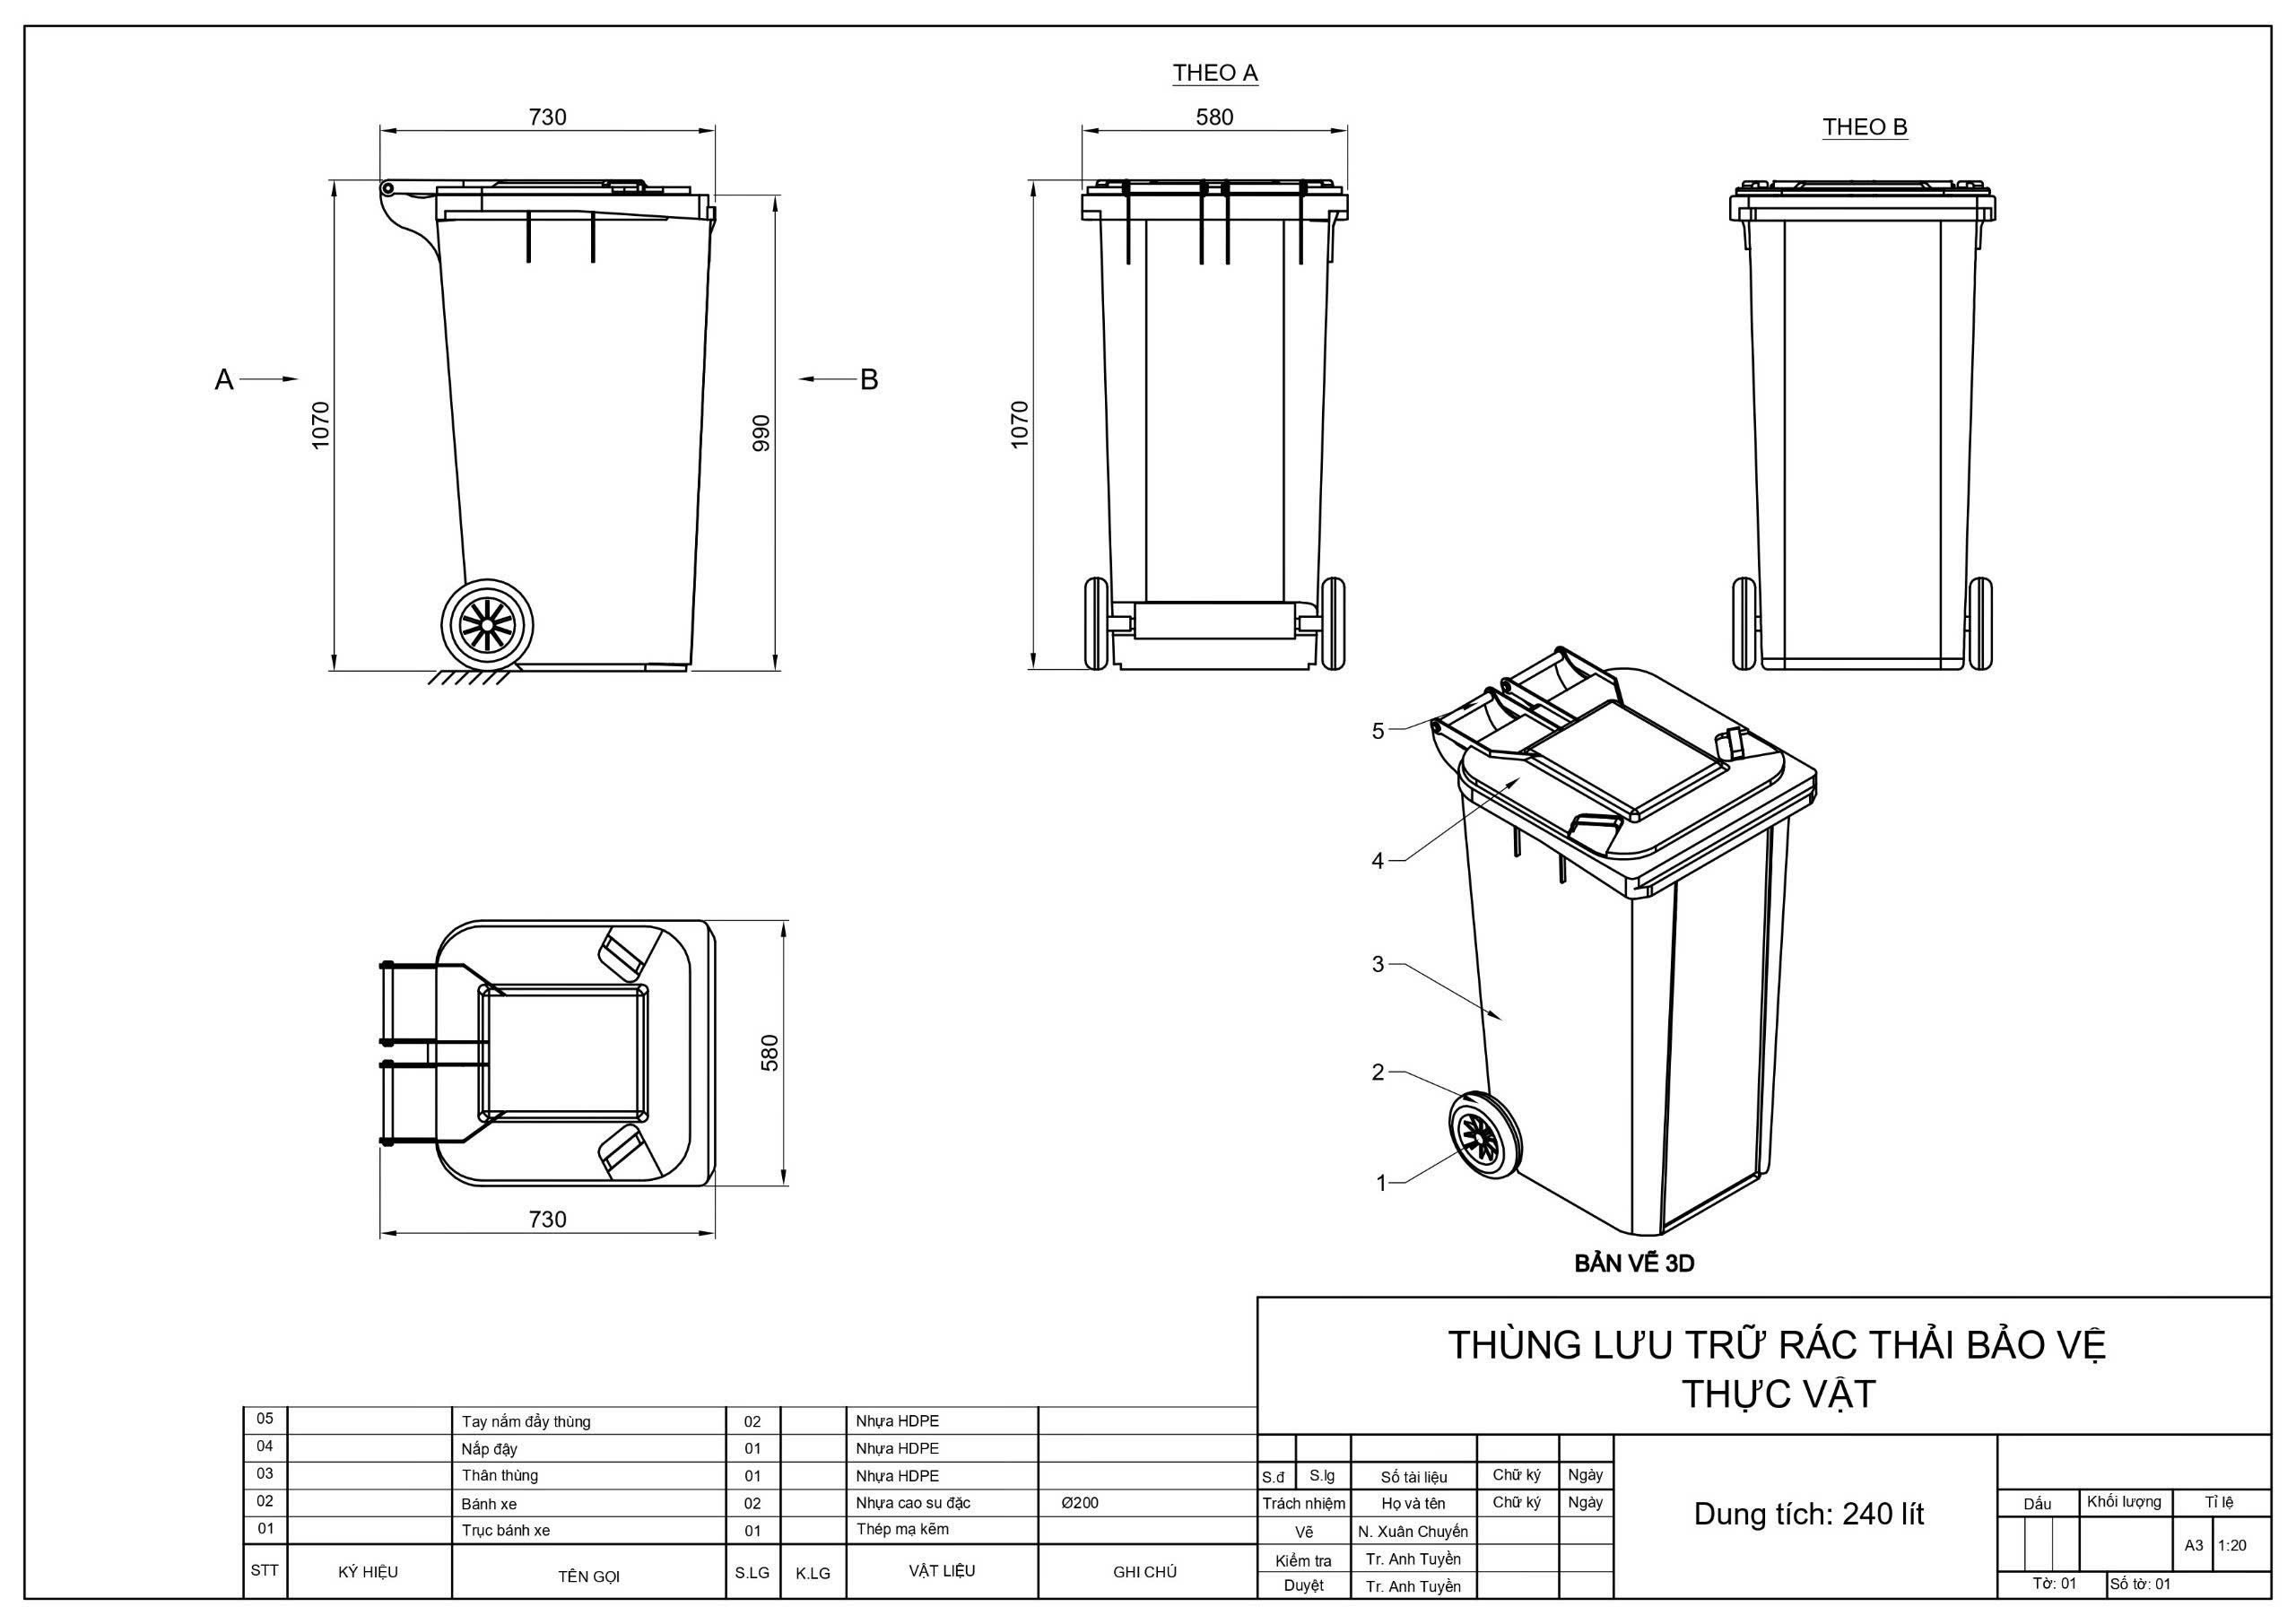 THEO A
730
580
THEO B
A
B
1070
990
1070
5
4
3
2
1
580
730
BẢN VẼ 3D
THÙNG LƯU TRỮ RÁC THẢI BẢO VỆ
THỰC VẬT
05 Tay nắm đẩy thùng 02 Nhựa HDPE
04 Nắp đậy 01 Nhựa HDPE
03 Thân thùng 01 Nhựa HDPE
02 Bánh xe 02 Nhựa cao su đặc Ø200
01 Trục bánh xe 01 Thép mạ kẽm
STT KÝ HIỆU TÊN GỌI S.LG K.LG VẬT LIỆU GHI CHÚ
S.đ S.lg Số tài liệu Chữ ký Ngày
Trách nhiệm Họ và tên Chữ ký Ngày
Vẽ N. Xuân Chuyến
Kiểm tra Tr. Anh Tuyền
Duyệt Tr. Anh Tuyền
Dung tích: 240 lít
Dấu Khối lượng Tỉ lệ
A3 1:20
Tờ: 01 Số tờ: 01